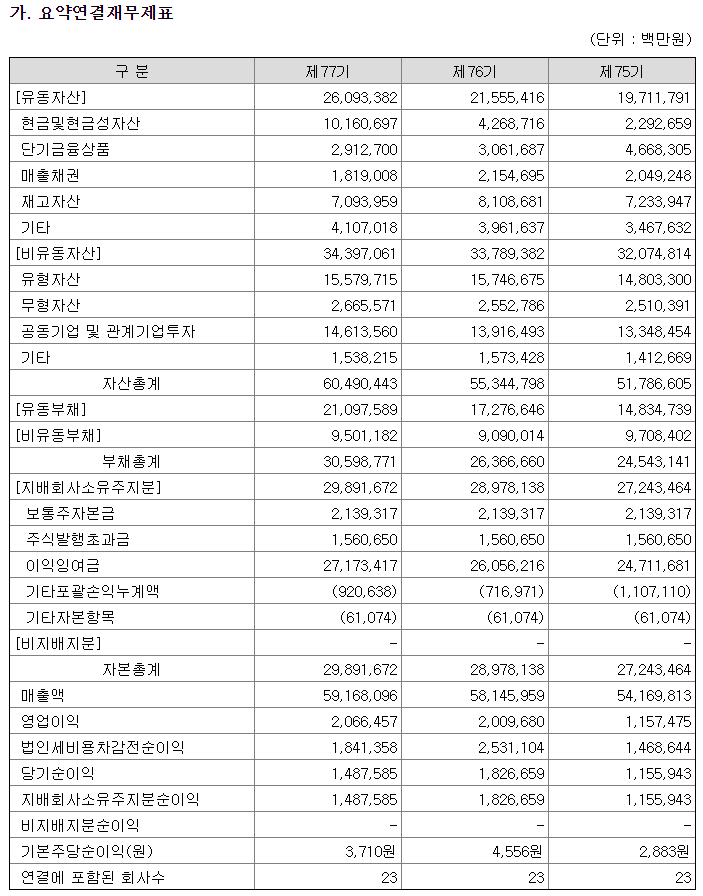 가. 요약연결재무제표
(단위 : 백만원)
구 분 제77기 제76기 제75기
[유동자산] 26,093,382 21,555,416 19,711,791
현금및현금성자산 10,160,697 4,268,716 2,292,659
단기금융상품 2,912,700 3,061,687 4,668,305
매출채권 1,819,008 2,154,695 2,049,248
재고자산 7,093,959 8,108,681 7,233,947
기타 4,107,018 3,961,637 3,467,632
[비유동자산] 34,397,061 33,789,382 32,074,814
유형자산 15,579,715 15,746,675 14,803,300
무형자산 2,665,571 2,552,786 2,510,391
공동기업 및 관계기업투자 14,613,560 13,916,493 13,348,454
기타 1,538,215 1,573,428 1,412,669
자산총계 60,490,443 55,344,798 51,786,605
[유동부채] 21,097,589 17,276,646 14,834,739
[비유동부채] 9,501,182 9,090,014 9,708,402
부채총계 30,598,771 26,366,660 24,543,141
[지배회사소유주지분] 29,891,672 28,978,138 27,243,464
보통주자본금 2,139,317 2,139,317 2,139,317
주식발행초과금 1,560,650 1,560,650 1,560,650
이익잉여금 27,173,417 26,056,216 24,711,681
기타포괄손익누계액 (920,638) (716,971) (1,107,110)
기타자본항목 (61,074) (61,074) (61,074)
[비지배지분] – – –
자본총계 29,891,672 28,978,138 27,243,464
매출액 59,168,096 58,145,959 54,169,813
영업이익 2,066,457 2,009,680 1,157,475
법인세비용차감전순이익 1,841,358 2,531,104 1,468,644
당기순이익 1,487,585 1,826,659 1,155,943
지배회사소유주지분순이익 1,487,585 1,826,659 1,155,943
비지배지분순이익 – – –
기본주당순이익(원) 3,710원 4,556원 2,883원
연결에 포함된 회사수 23 23 23